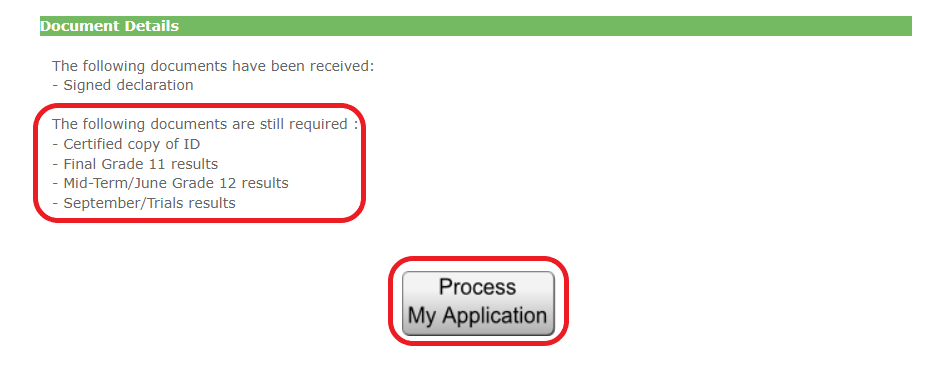 Document Details
The following documents have been received:
- Signed declaration
The following documents are still required :
- Certified copy of ID
- Final Grade 11 results
- Mid-Term/June Grade 12 results
- September/Trials results
Process
My Application